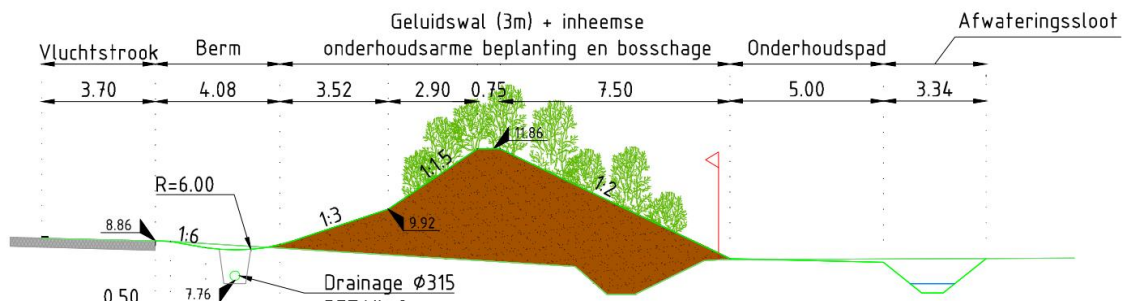 Geluidswal (3m) + inheemse
Afwateringssloot
Vluchtstrook
Berm
onderhoudsarme beplanting en bosschage
Onderhoudspad
3.70
4.08
3.52
2.90
0.75
7.50
5.00
3.34
11.86
1:1.5
R=6.00
1:2
1:3
8.86
9.92
1:6
Drainage Ø315
0.50
7.76